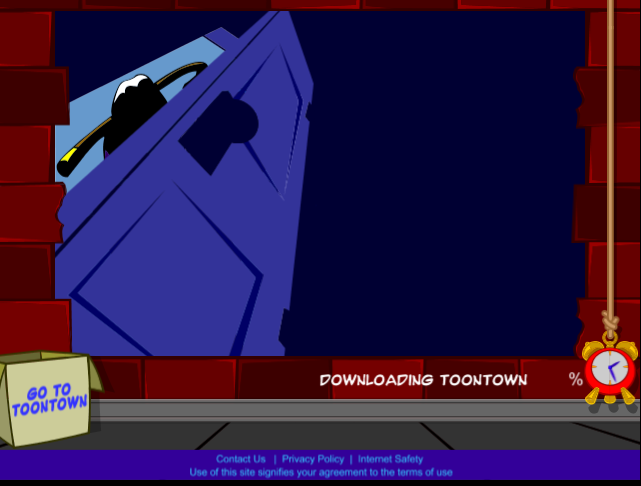 DOWNLOADING TOONTOWN %
GO TO
TOONTOWN
Contact Us | Privacy Policy | Internet Safety
Use of this site signifies your agreement to the terms of use